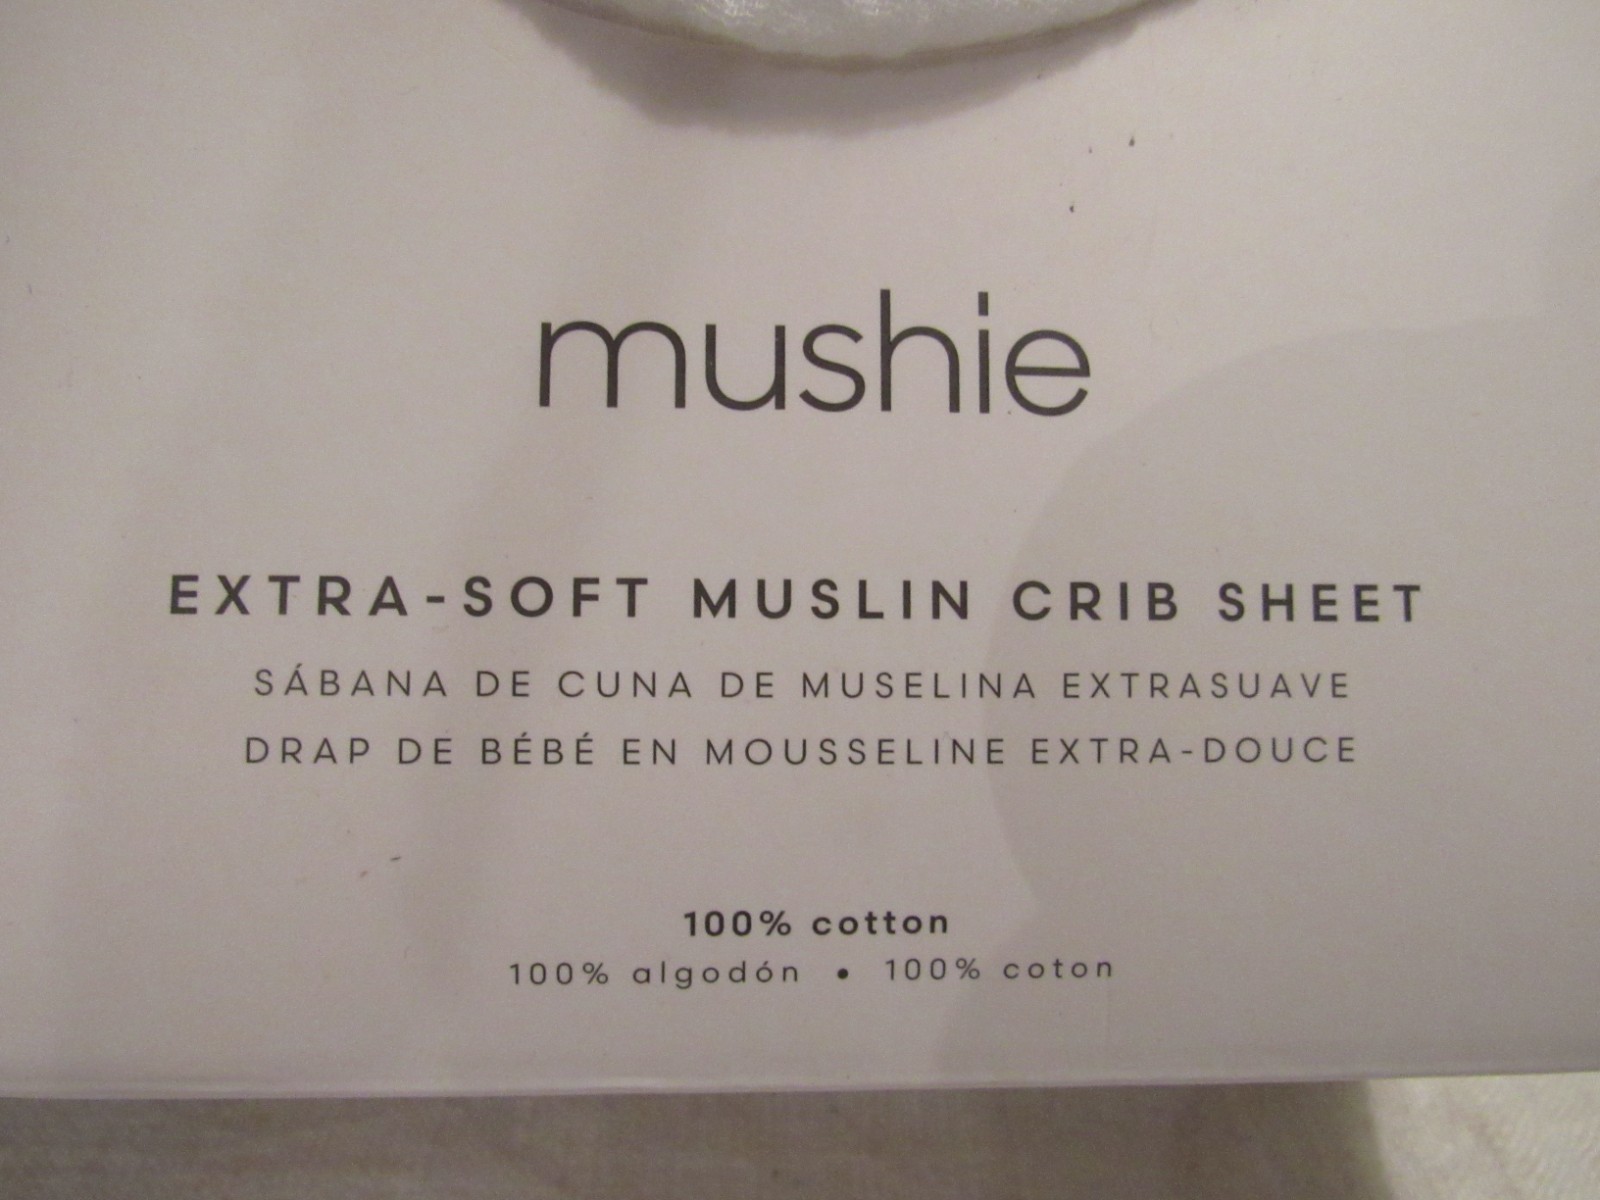 mushie
EXTRA-SOFT MUSLIN CRIB SHEET
SÁBANA DE CUNA DE MUSELINA EXTRASUAVE
DRAP DE BÉBÉ EN MOUSSELINE EXTRA-DOUCE
100% cotton
100% algodón • 100% coton